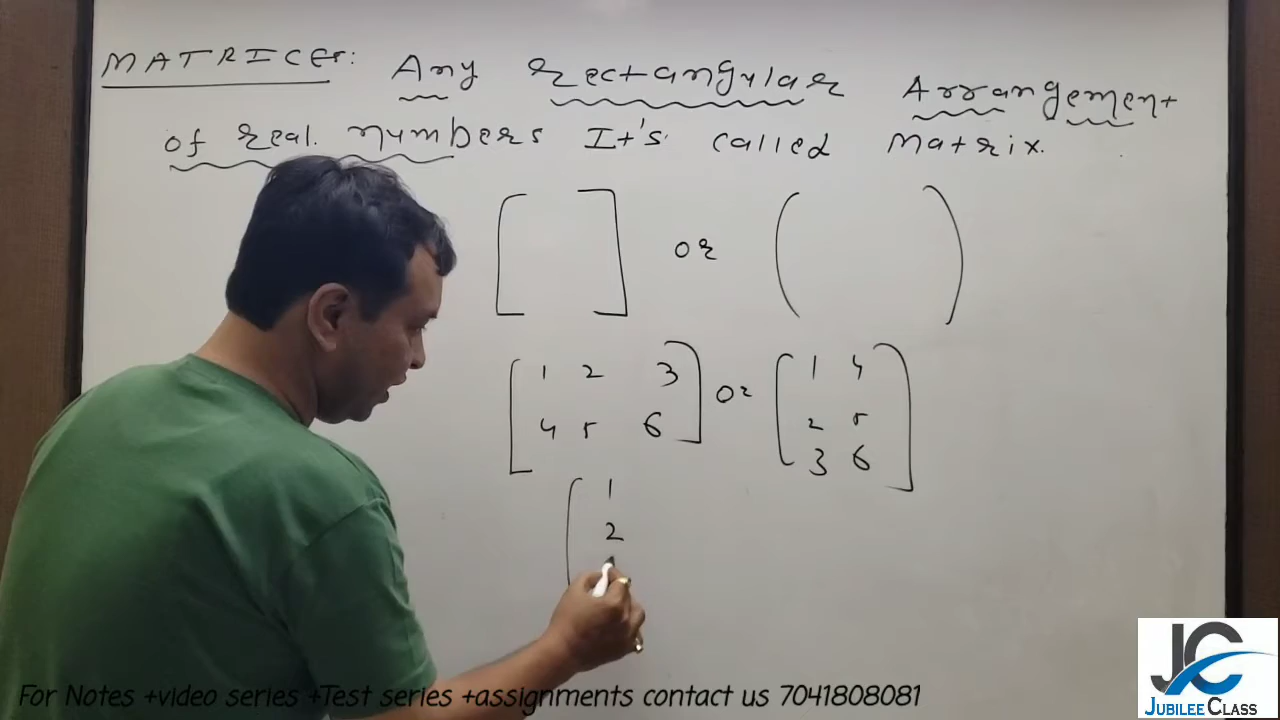 MATRICES: Any rectangular Arrangement
of real numbers It's called Matrix.
[ ] or ( )
1 2 3 or 1 4
4 5 6 2 5
3 6
1
2
For Notes +video series +Test series +assignments contact us 7041808081
JC
JUBILEE CLASS